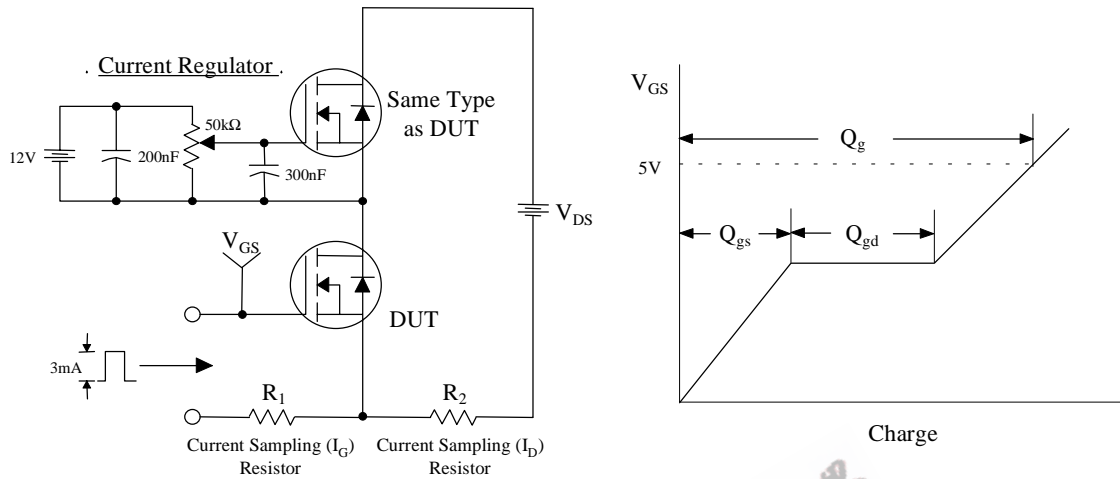 . Current Regulator .
12V
200nF
50kΩ
300nF
Same Type
as DUT
V_DS
V_GS
DUT
3mA
R_1
R_2
Current Sampling (I_G)
Resistor
Current Sampling (I_D)
Resistor
V_GS
Q_g
5V
Q_gs
Q_gd
Charge